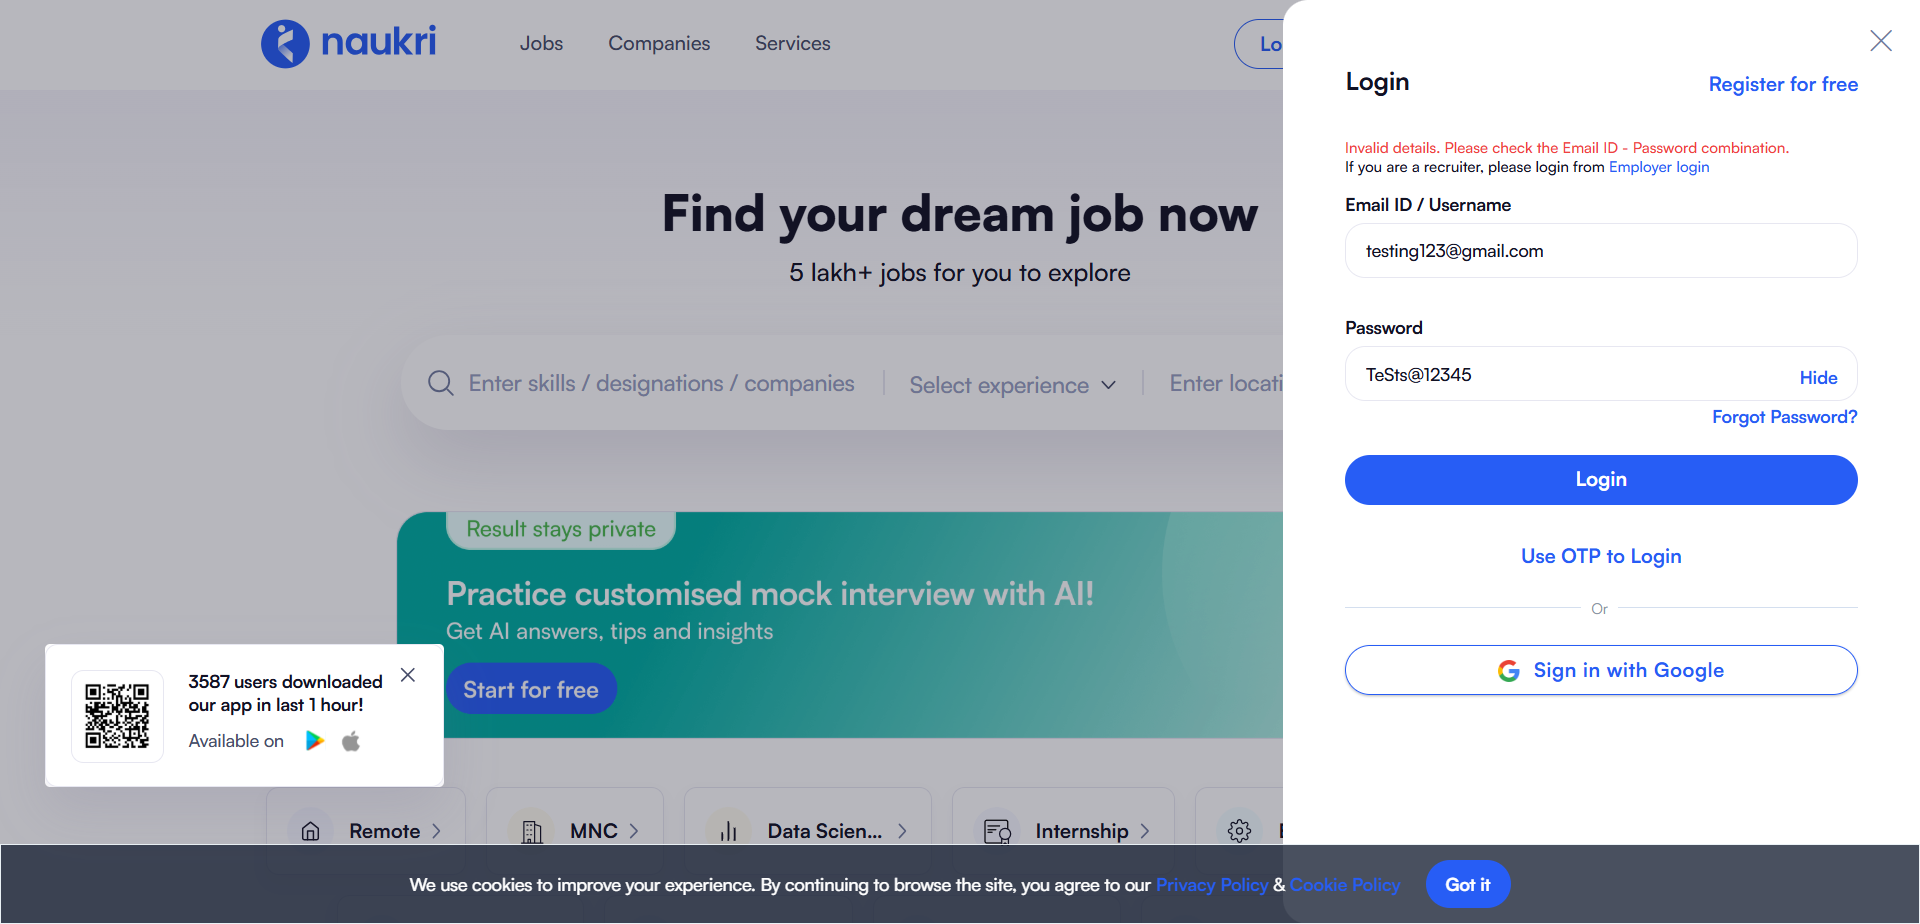 naukri
Jobs
Companies
Services
Lo
Login
Register for free
Invalid details. Please check the Email ID - Password combination.
If you are a recruiter, please login from Employer login
Email ID / Username
testing123@gmail.com
Password
TeSts@12345
Hide
Forgot Password?
Login
Use OTP to Login
Or
Sign in with Google
Find your dream job now
5 lakh+ jobs for you to explore
Enter skills / designations / companies
Select experience
Enter locati
Result stays private
Practice customised mock interview with AI!
Get AI answers, tips and insights
Start for free
3587 users downloaded
our app in last 1 hour!
Available on
Remote
MNC
Data Scien...
Internship
We use cookies to improve your experience. By continuing to browse the site, you agree to our Privacy Policy & Cookie Policy
Got it